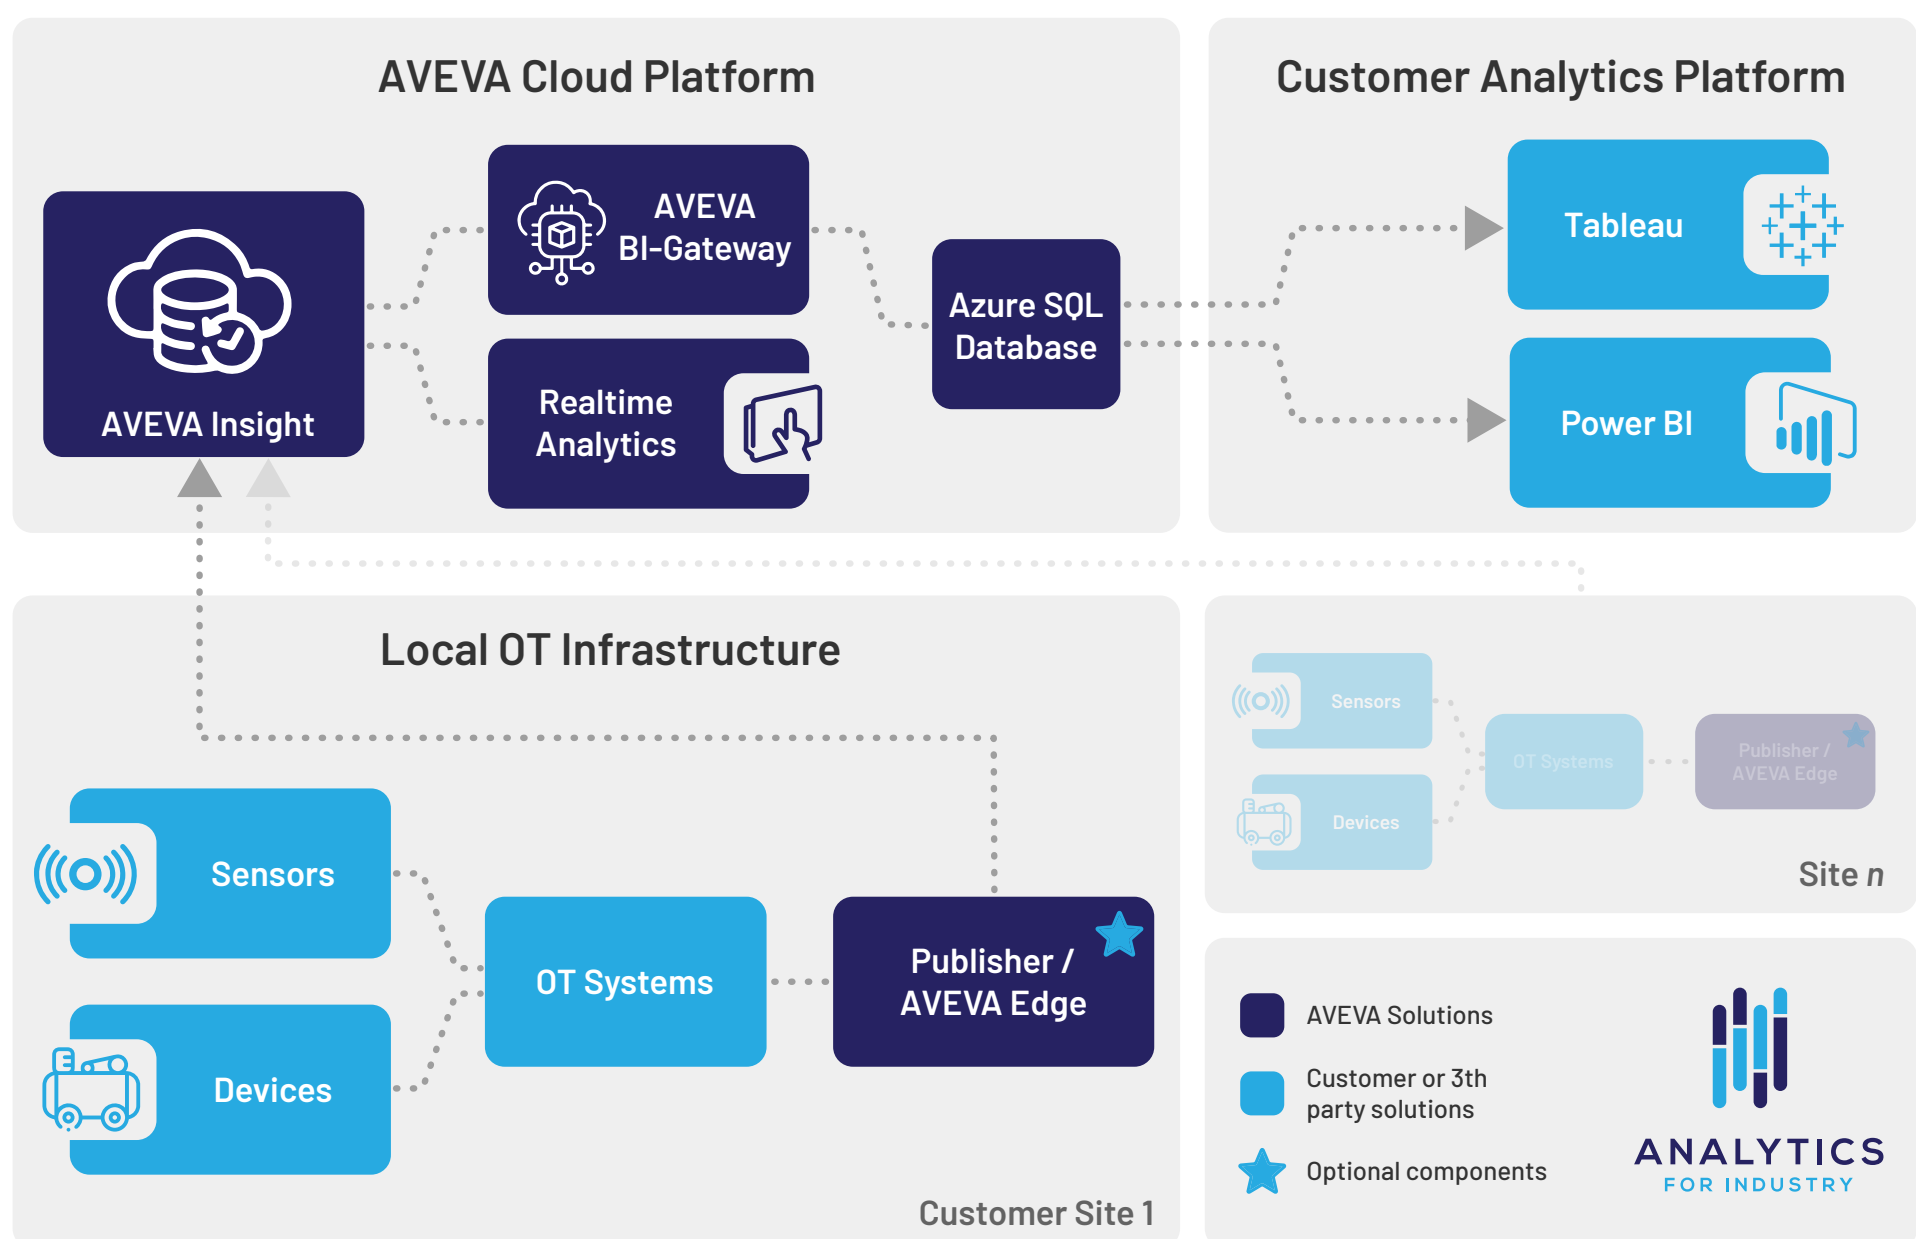 AVEVA Cloud Platform
AVEVA Insight
AVEVA
BI-Gateway
Realtime
Analytics
Azure SQL
Database
Customer Analytics Platform
Tableau
Power BI
Local OT Infrastructure
Sensors
Devices
OT Systems
Publisher /
AVEVA Edge
Customer Site 1
Sensors
Devices
OT Systems
Publisher /
AVEVA Edge
Site n
AVEVA Solutions
Customer or 3th
party solutions
Optional components
ANALYTICS
FOR INDUSTRY